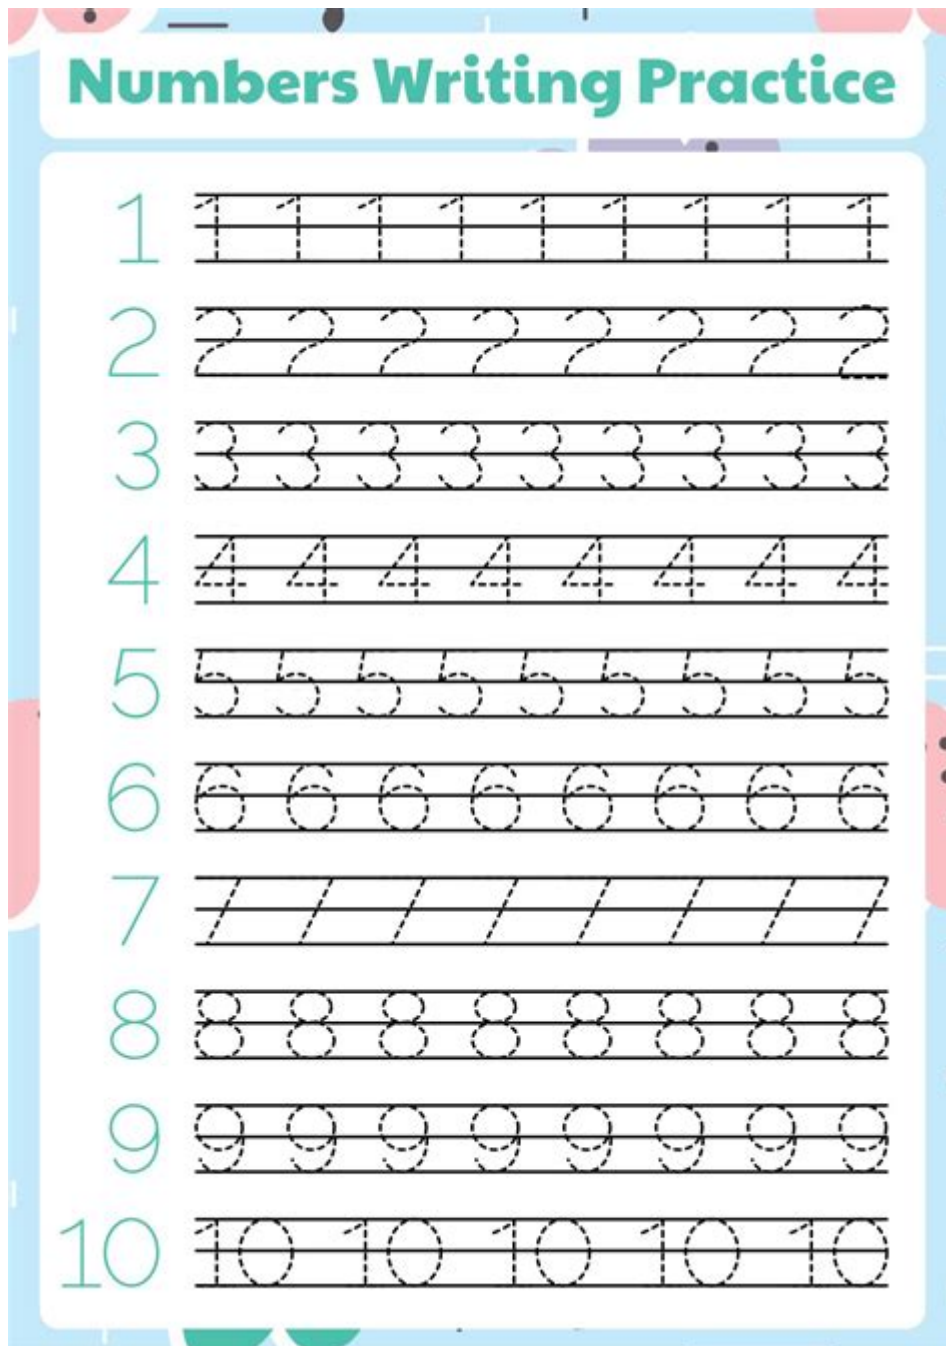 Numbers Writing Practice
1 1 1 1 1 1 1 1 1 1
2 2 2 2 2 2 2 2 2
3 3 3 3 3 3 3 3 3 3
4 4 4 4 4 4 4 4 4
5 5 5 5 5 5 5 5 5 5
6 6 6 6 6 6 6 6 6
7 7 7 7 7 7 7 7 7
8 8 8 8 8 8 8 8 8
9 9 9 9 9 9 9 9 9
10 10 10 10 10 10